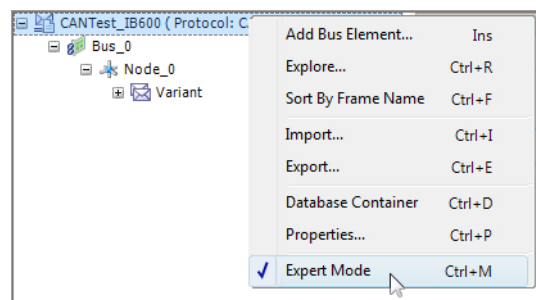 CANTest_IB600 ( Protocol: C
Bus_0
Node_0
Variant
Add Bus Element... Ins
Explore... Ctrl+R
Sort By Frame Name Ctrl+F
Import... Ctrl+I
Export... Ctrl+E
Database Container Ctrl+D
Properties... Ctrl+P
Expert Mode Ctrl+M